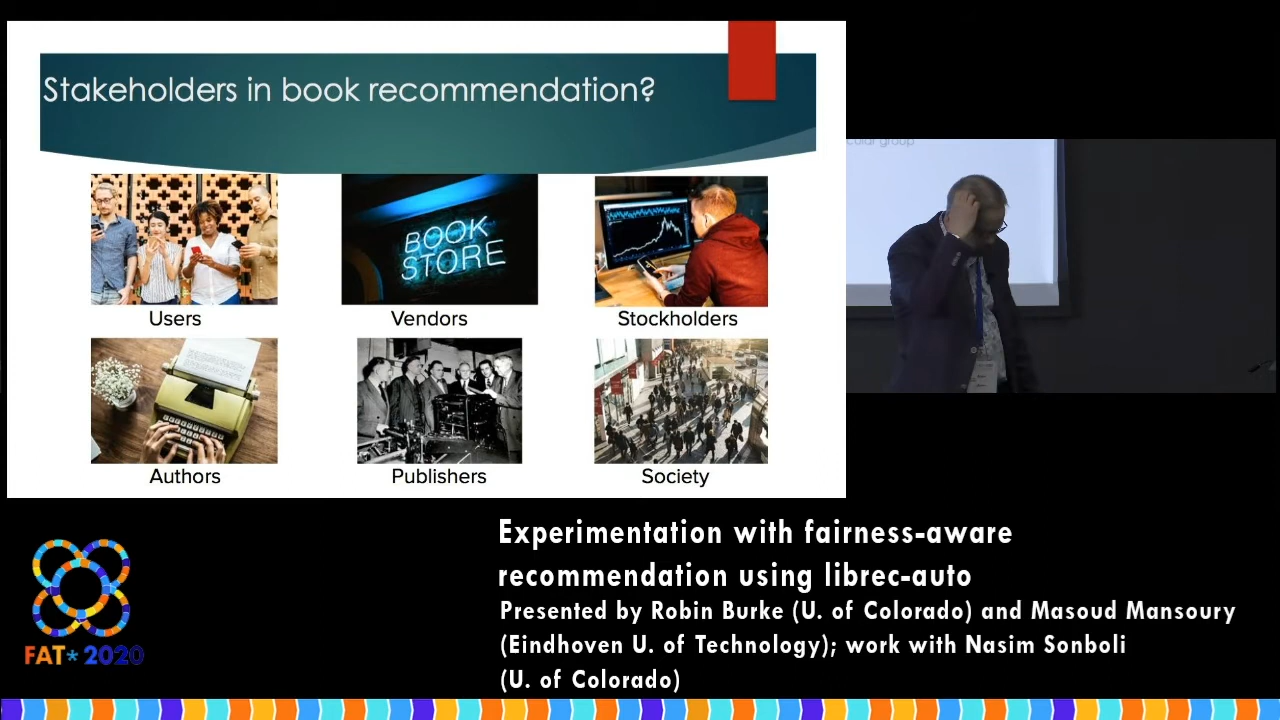 Stakeholders in book recommendation?
BOOK
STORE
Users
Vendors
Stockholders
Authors
Publishers
Society
group
Experimentation with fairness-aware
recommendation using librec-auto
Presented by Robin Burke (U. of Colorado) and Masoud Mansoury
(Eindhoven U. of Technology); work with Nasim Sonboli
(U. of Colorado)
FAT* 2020